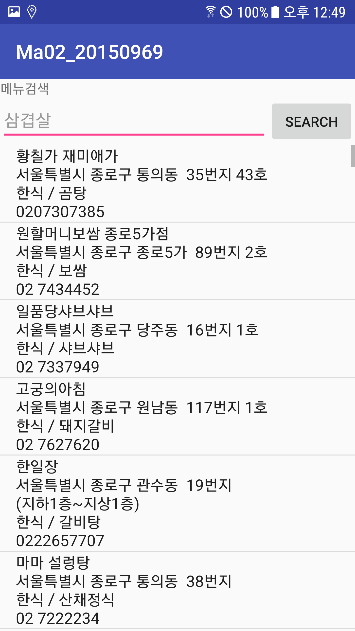 100% 오후 12:49
Ma02_20150969
메뉴검색
삼겹살
SEARCH
황칠가 재미애가
서울특별시 종로구 통의동  35번지 43호
한식 / 곰탕
0207307385
원할머니보쌈 종로5가점
서울특별시 종로구 종로5가  89번지 2호
한식 / 보쌈
02 7434452
일품당샤브샤브
서울특별시 종로구 당주동  16번지 1호
한식 / 샤브샤브
02 7337949
고궁의아침
서울특별시 종로구 원남동  117번지 1호
한식 / 돼지갈비
02 7627620
한일장
서울특별시 종로구 관수동  19번지
(지하1층~지상1층)
한식 / 갈비탕
0222657707
마마 설렁탕
서울특별시 종로구 통의동  38번지
한식 / 산채정식
02 7222234